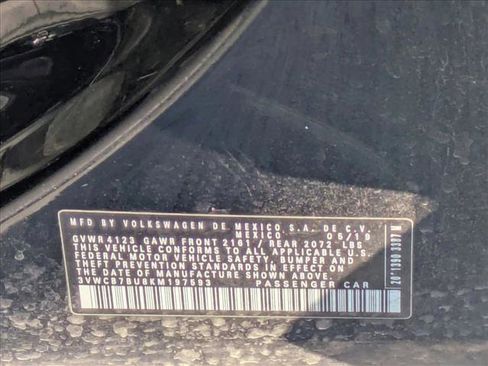 MFD BY VOLKSWAGEN DE MEXICO,S.A. DE C.V.
MEXICO. 06/19
GVWR 4123 GAWR FRONT 2161 / REAR 2072 LBS
THIS VEHICLE CONFORMS TO ALL APPLICABLE U.S.
FEDERAL MOTOR VEHICLE SAFETY, BUMPER AND
THEFT PREVENTION STANDARDS IN EFFECT ON
THE DATE OF MANUFACTURE SHOWN ABOVE.
3VWCB7BU8KM197593 PASSENGER CAR